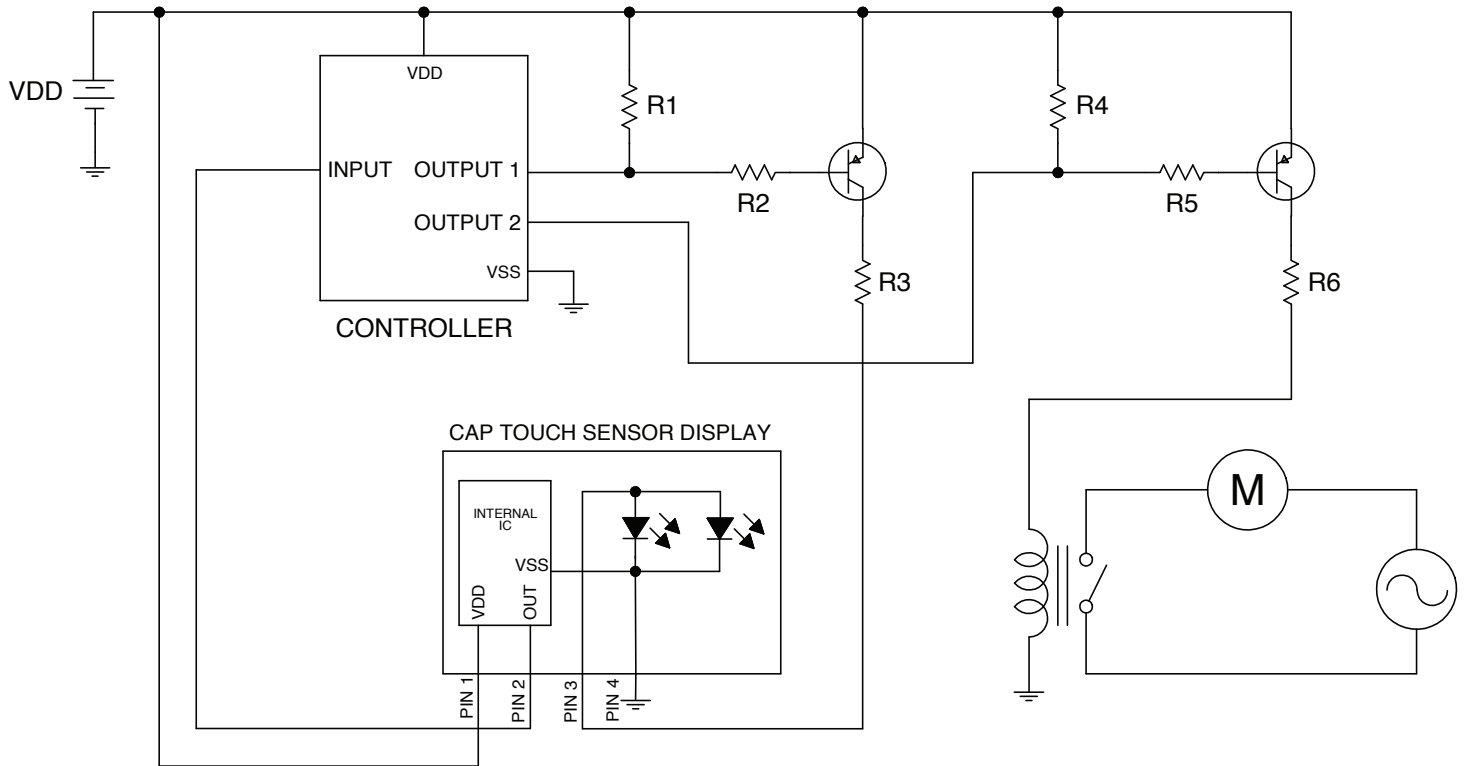 VDD
VDD
R1
R4
INPUT
OUTPUT 1
R2
R5
OUTPUT 2
VSS
R3
R6
CONTROLLER
CAP TOUCH SENSOR DISPLAY
INTERNAL
IC
M
VSS
VDD
OUT
PIN 1
PIN 2
PIN 3
PIN 4